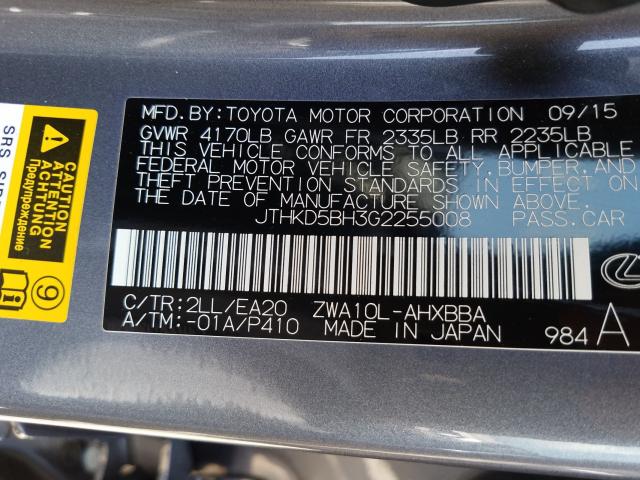 MFD.BY:TOYOTA MOTOR CORPORATION 09/15
GVWR 4170LB GAWR FR 2335LB RR 2235LB
THIS VEHICLE CONFORMS TO ALL APPLICABLE
FEDERAL MOTOR VEHICLE SAFETY,BUMPER,AND
THEFT PREVENTION STANDARDS IN EFFECT ON
THE DATE OF MANUFACTURE SHOWN ABOVE.
JTHKD5BH3G2255008 PASS.CAR
C/TR:2LL/EA20 ZWA10L-AHXBBA
A/TM:-01A/P410 MADE IN JAPAN 984 A
SRS
CAUTION
ATTENTION
ACHTUNG
Предупреждение
9